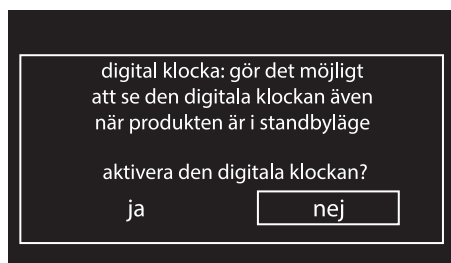 digital klocka: gör det möjligt
att se den digitala klockan även
när produkten är i standbyläge
aktivera den digitala klockan?
ja nej